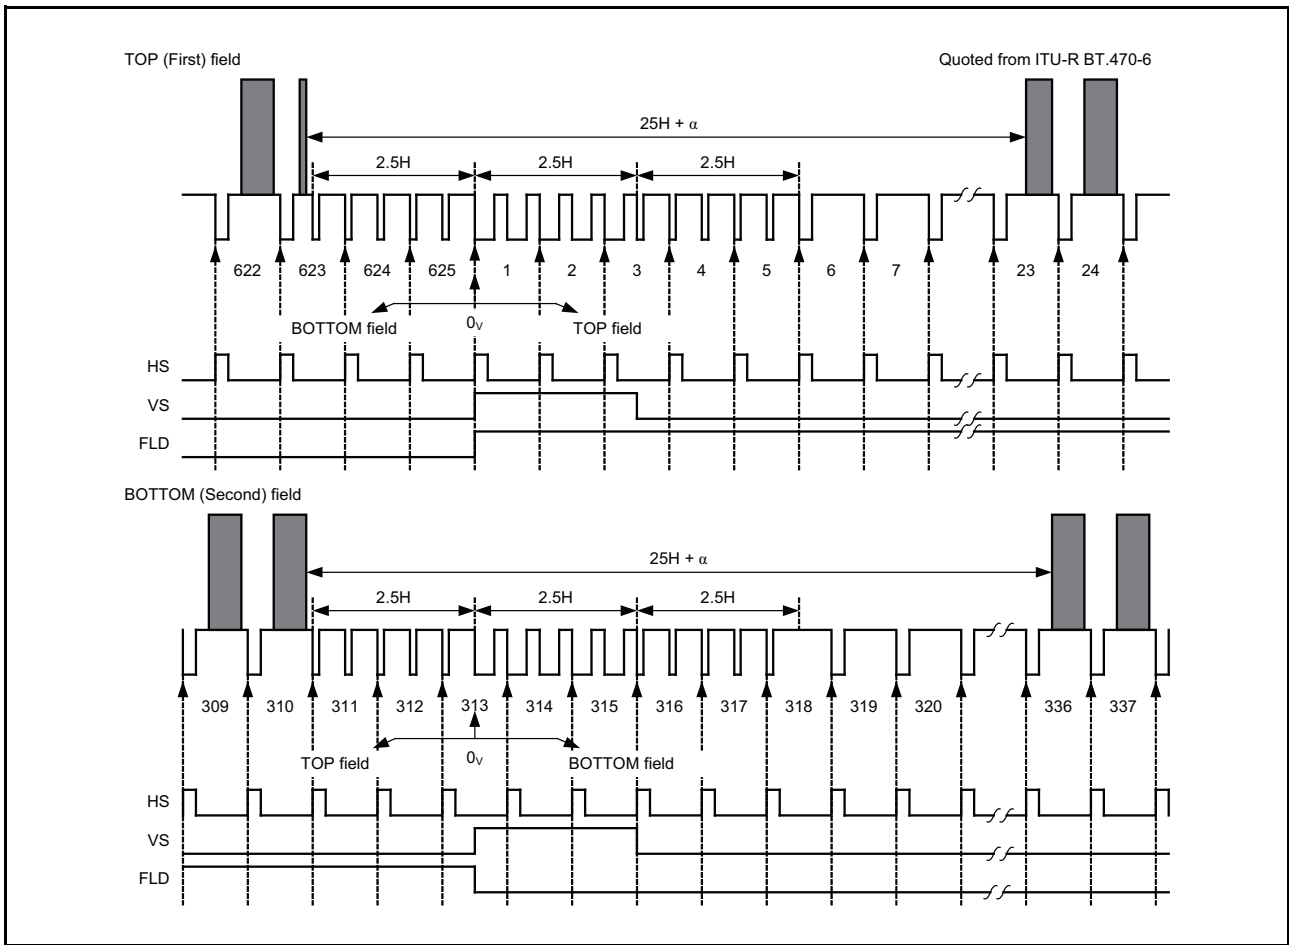 TOP (First) field
Quoted from ITU-R BT.470-6
25H + α
2.5H 2.5H 2.5H
622 623 624 625 1 2 3 4 5 6 7 23 24
BOTTOM field 0V TOP field
HS
VS
FLD
BOTTOM (Second) field
25H + α
2.5H 2.5H 2.5H
309 310 311 312 313 314 315 316 317 318 319 320 336 337
TOP field 0V BOTTOM field
HS
VS
FLD